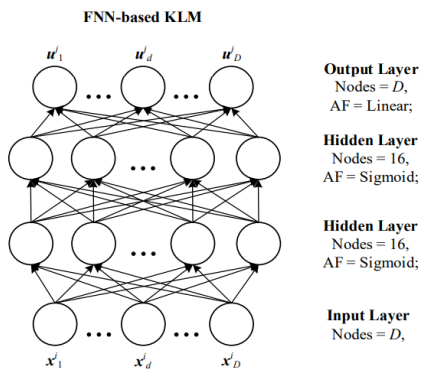 FNN-based KLM
u^i_1 u^i_d u^i_D
Output Layer
Nodes = D,
AF = Linear;
Hidden Layer
Nodes = 16,
AF = Sigmoid;
Hidden Layer
Nodes = 16,
AF = Sigmoid;
Input Layer
Nodes = D,
x^i_1 x^i_d x^i_D